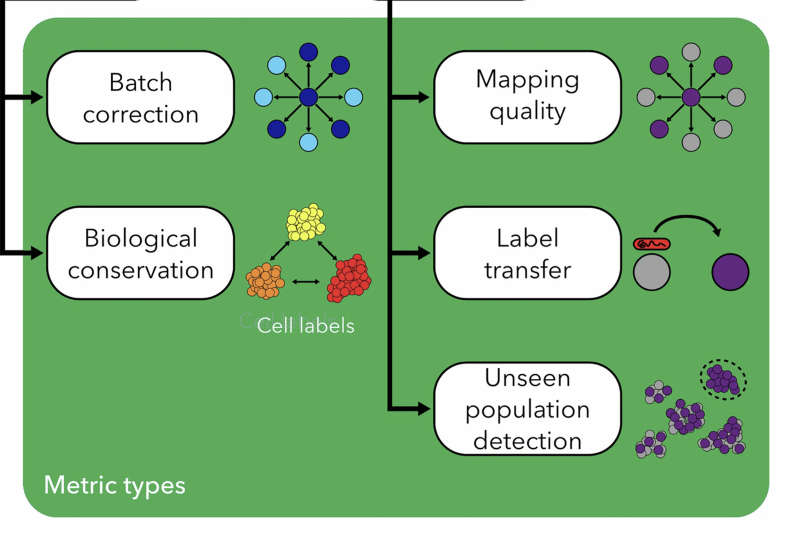 Batch
correction
Mapping
quality
Biological
conservation
Cell labels
Label
transfer
Unseen
population
detection
Metric types